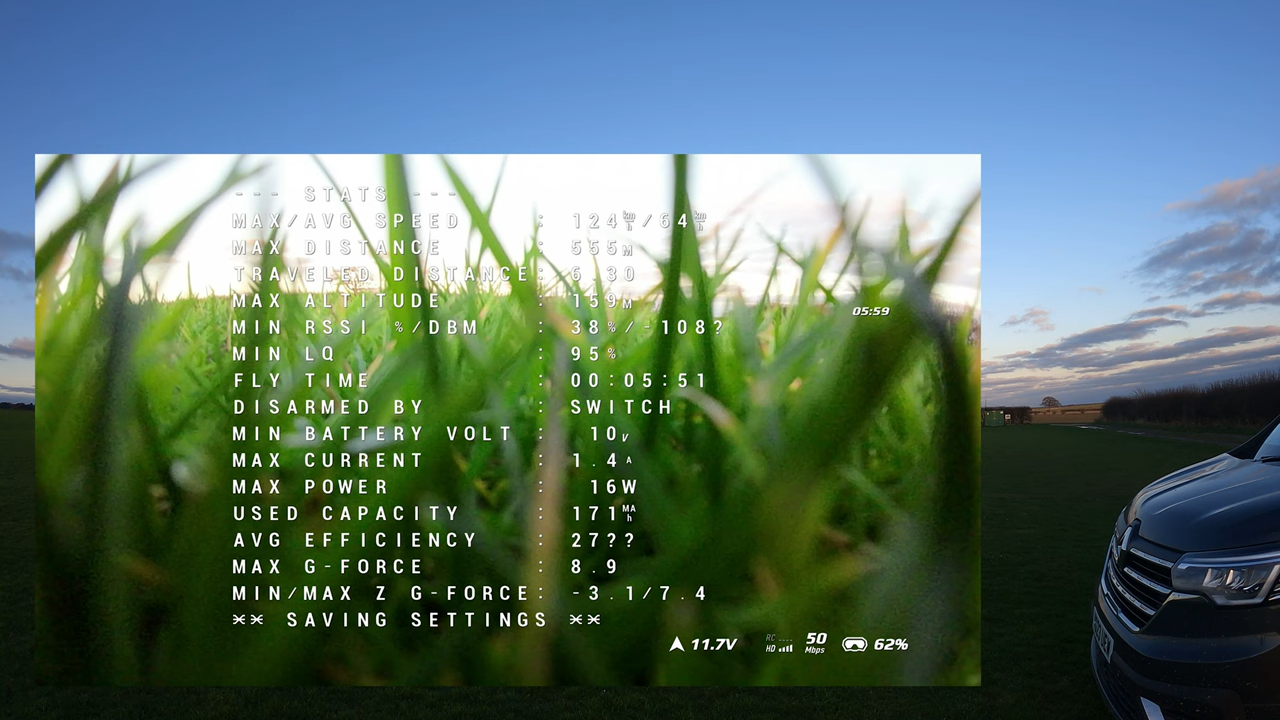 --- STATS ---
MAX/AVG SPEED : 124km/h/64km/h
MAX DISTANCE : 555M
TRAVELED DISTANCE: 6.30
MAX ALTITUDE : 159M
MIN RSSI %/DBM : 38%/-108?
05:59
MIN LQ : 95%
FLY TIME : 00:05:51
DISARMED BY : SWITCH
MIN BATTERY VOLT : 10V
MAX CURRENT : 1.4A
MAX POWER : 16W
USED CAPACITY : 171MAh
AVG EFFICIENCY : 27??
MAX G-FORCE : 8.9
MIN/MAX Z G-FORCE: -3.1/7.4
** SAVING SETTINGS **
11.7V RC ---- HD 50 Mbps 62%